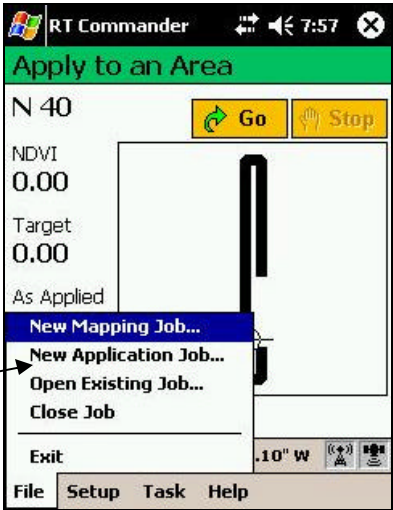 RT Commander 7:57
Apply to an Area
N 40
Go Stop
NDVI
0.00
Target
0.00
As Applied
New Mapping Job...
New Application Job...
Open Existing Job...
Close Job
Exit
.10" W
File Setup Task Help